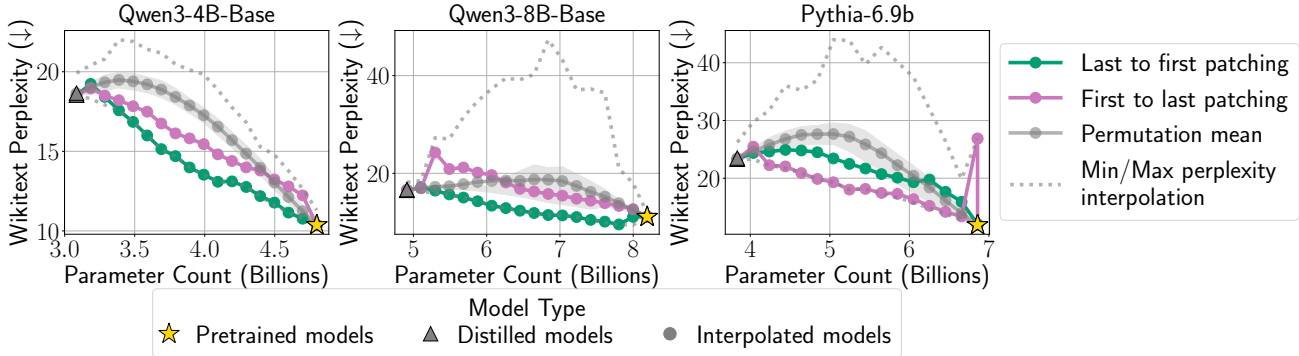 Qwen3-4B-Base
Qwen3-8B-Base
Pythia-6.9b
Wikitext Perplexity (↓)
20
15
10
3.0
3.5
4.0
4.5
Parameter Count (Billions)
Wikitext Perplexity (↓)
40
20
5
6
7
8
Parameter Count (Billions)
Wikitext Perplexity (↓)
40
30
20
4
5
6
7
Parameter Count (Billions)
Last to first patching
First to last patching
Permutation mean
Min/Max perplexity
interpolation
Model Type
Pretrained models
Distilled models
Interpolated models